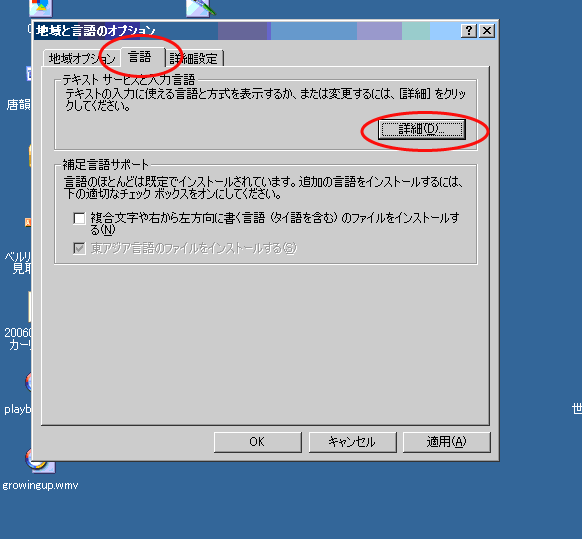 地域と言語のオプション
地域オプション 言語 詳細設定
テキスト サービスと入力言語
テキストの入力に使える言語と方式を表示するか、または変更するには、[詳細] をクリッ
クしてください。
詳細(D)...
補足言語サポート
言語のほとんどは既定でインストールされています。追加の言語をインストールするには、
下の適切なチェック ボックスをオンにしてください。
複合文字や右から左方向に書く言語 (タイ語を含む) のファイルをインストールす
る(N)
東アジア言語のファイルをインストールする(S)
OK キャンセル 適用(A)
唐韻
ベルリ
見取
2006
カー
playb
growingup.wmv
世